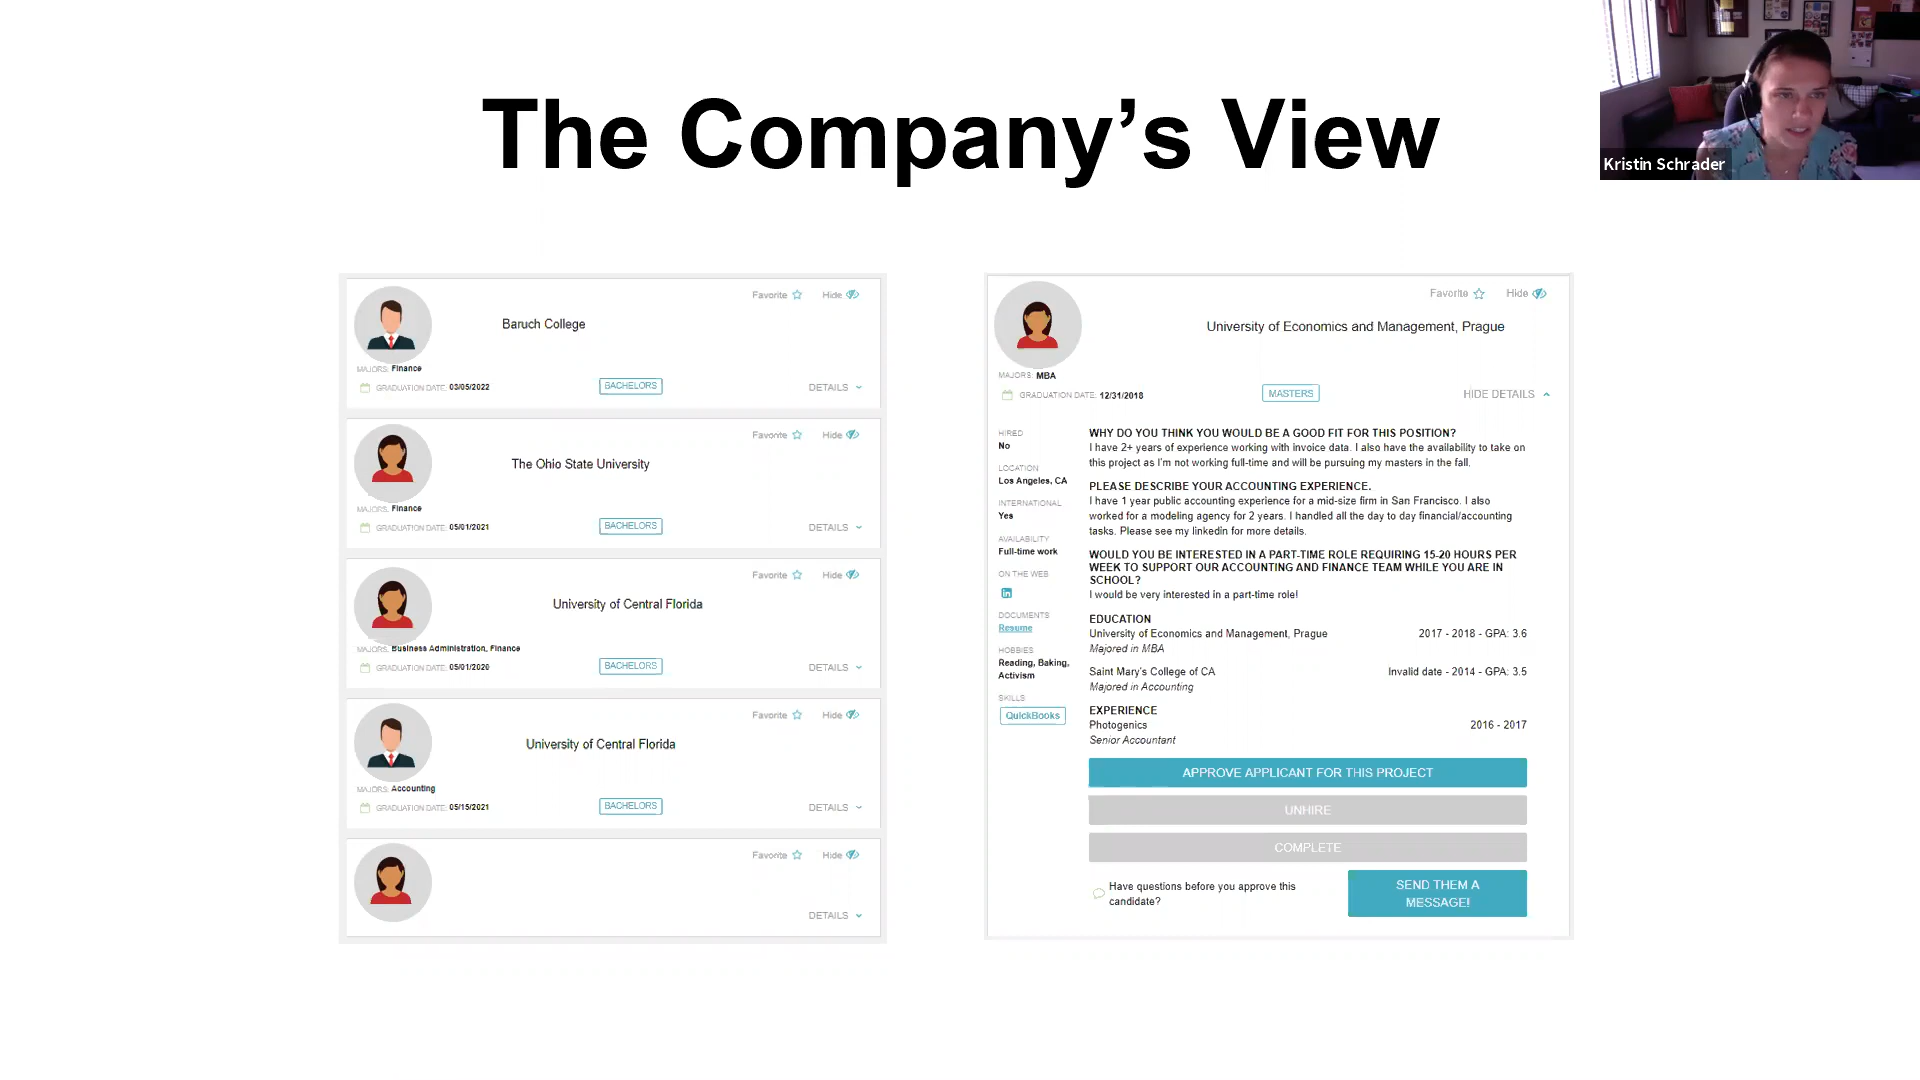 The Company’s View
Kristin Schrader
Favorite Hide
Baruch College
MAJORS: Finance
GRADUATION DATE: 03/05/2022
BACHELORS
DETAILS
Favorite Hide
The Ohio State University
MAJORS: Finance
GRADUATION DATE: 05/01/2021
BACHELORS
DETAILS
Favorite Hide
University of Central Florida
MAJORS: Business Administration, Finance
GRADUATION DATE: 05/01/2020
BACHELORS
DETAILS
Favorite Hide
University of Central Florida
MAJORS: Accounting
GRADUATION DATE: 05/15/2021
BACHELORS
DETAILS
Favorite Hide
DETAILS
Favorite Hide
University of Economics and Management, Prague
MAJORS: MBA
GRADUATION DATE: 12/31/2018
MASTERS
HIDE DETAILS
HIRED
No
LOCATION
Los Angeles, CA
INTERNATIONAL
Yes
AVAILABILITY
Full-time work
ON THE WEB
in
DOCUMENTS
Resume
HOBBIES
Reading, Baking,
Activism
SKILLS
QuickBooks
WHY DO YOU THINK YOU WOULD BE A GOOD FIT FOR THIS POSITION?
I have 2+ years of experience working with invoice data. I also have the availability to take on
this project as I'm not working full-time and will be pursuing my masters in the fall.
PLEASE DESCRIBE YOUR ACCOUNTING EXPERIENCE.
I have 1 year public accounting experience for a mid-size firm in San Francisco. I also
worked for a modeling agency for 2 years. I handled all the day to day financial/accounting
tasks. Please see my linkedin for more details.
WOULD YOU BE INTERESTED IN A PART-TIME ROLE REQUIRING 15-20 HOURS PER
WEEK TO SUPPORT OUR ACCOUNTING AND FINANCE TEAM WHILE YOU ARE IN
SCHOOL?
I would be very interested in a part-time role!
EDUCATION
University of Economics and Management, Prague 2017 - 2018 - GPA: 3.6
Majored in MBA
Saint Mary's College of CA Invalid date - 2014 - GPA: 3.5
Majored in Accounting
EXPERIENCE
Photogenics 2016 - 2017
Senior Accountant
APPROVE APPLICANT FOR THIS PROJECT
UNHIRE
COMPLETE
Have questions before you approve this
candidate?
SEND THEM A
MESSAGE!